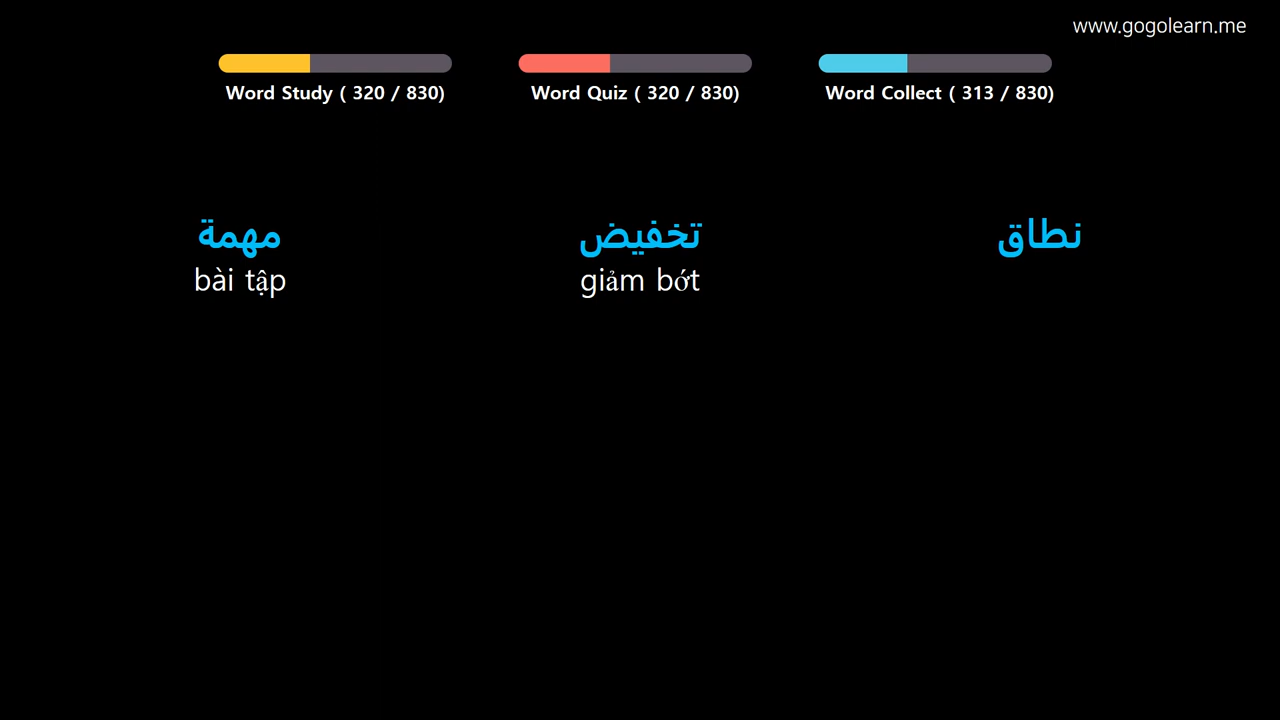 www.gogolearn.me
Word Study ( 320 / 830)
Word Quiz ( 320 / 830)
Word Collect ( 313 / 830)
مهمة
bài tập
تخفيض
giảm bớt
نطاق